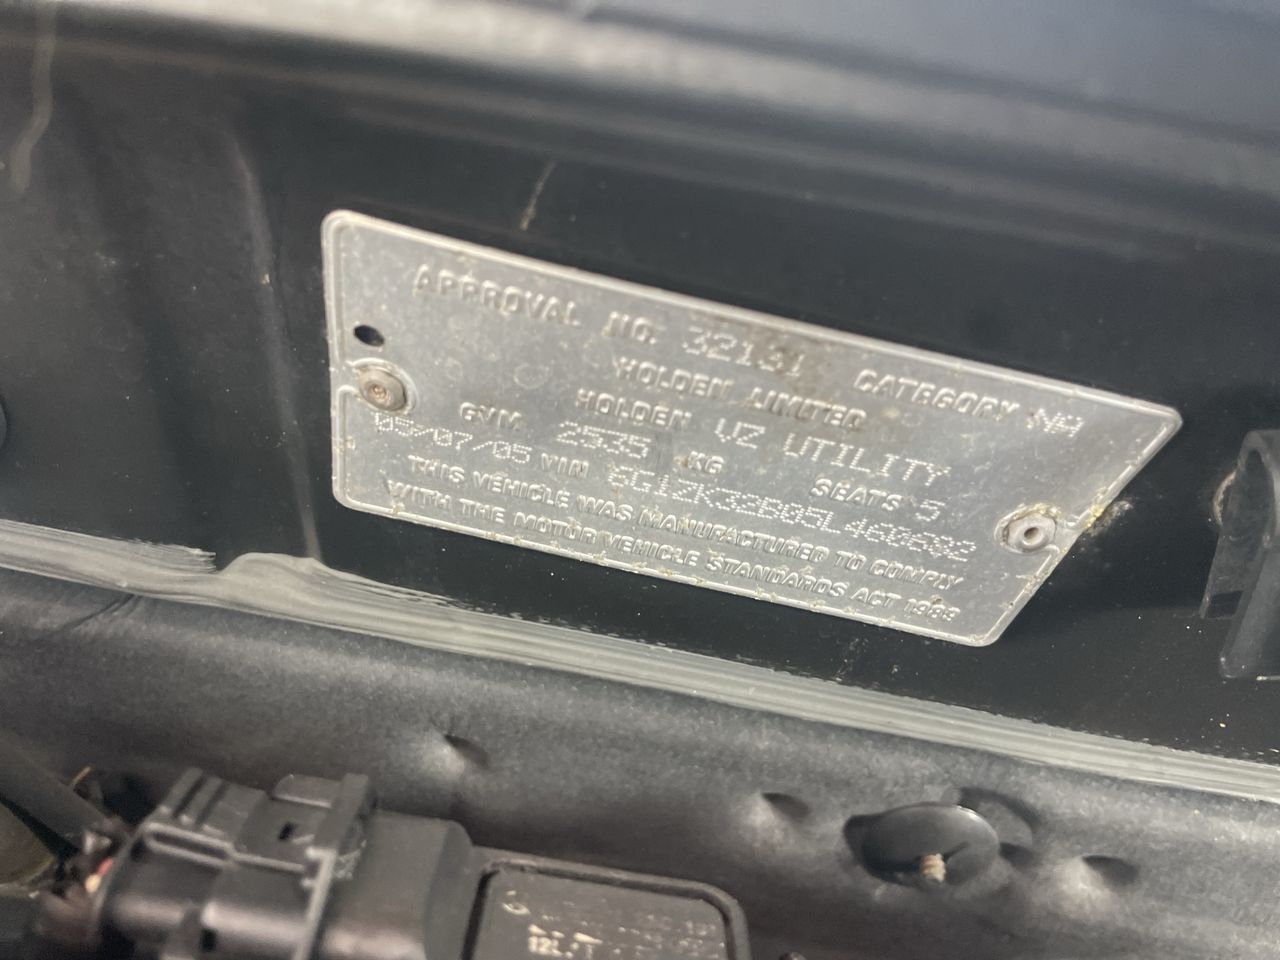 APPROVAL NO. 32131 CATEGORY NA
HOLDEN LIMITED
HOLDEN VZ UTILITY
GVM 2535 KG SEATS 5
05/07/05 VIN 6G1ZK32B05L460692
THIS VEHICLE WAS MANUFACTURED TO COMPLY
WITH THE MOTOR VEHICLE STANDARDS ACT 1989